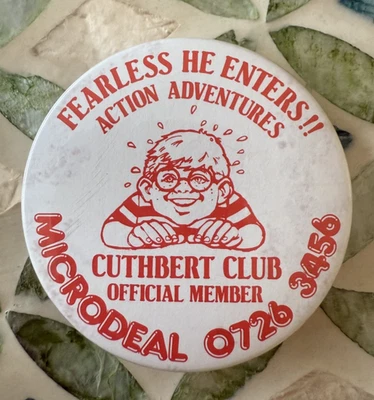 FEARLESS HE ENTERS!!
ACTION ADVENTURES
CUTHBERT CLUB
OFFICIAL MEMBER
MICRODEAL 0726 3456